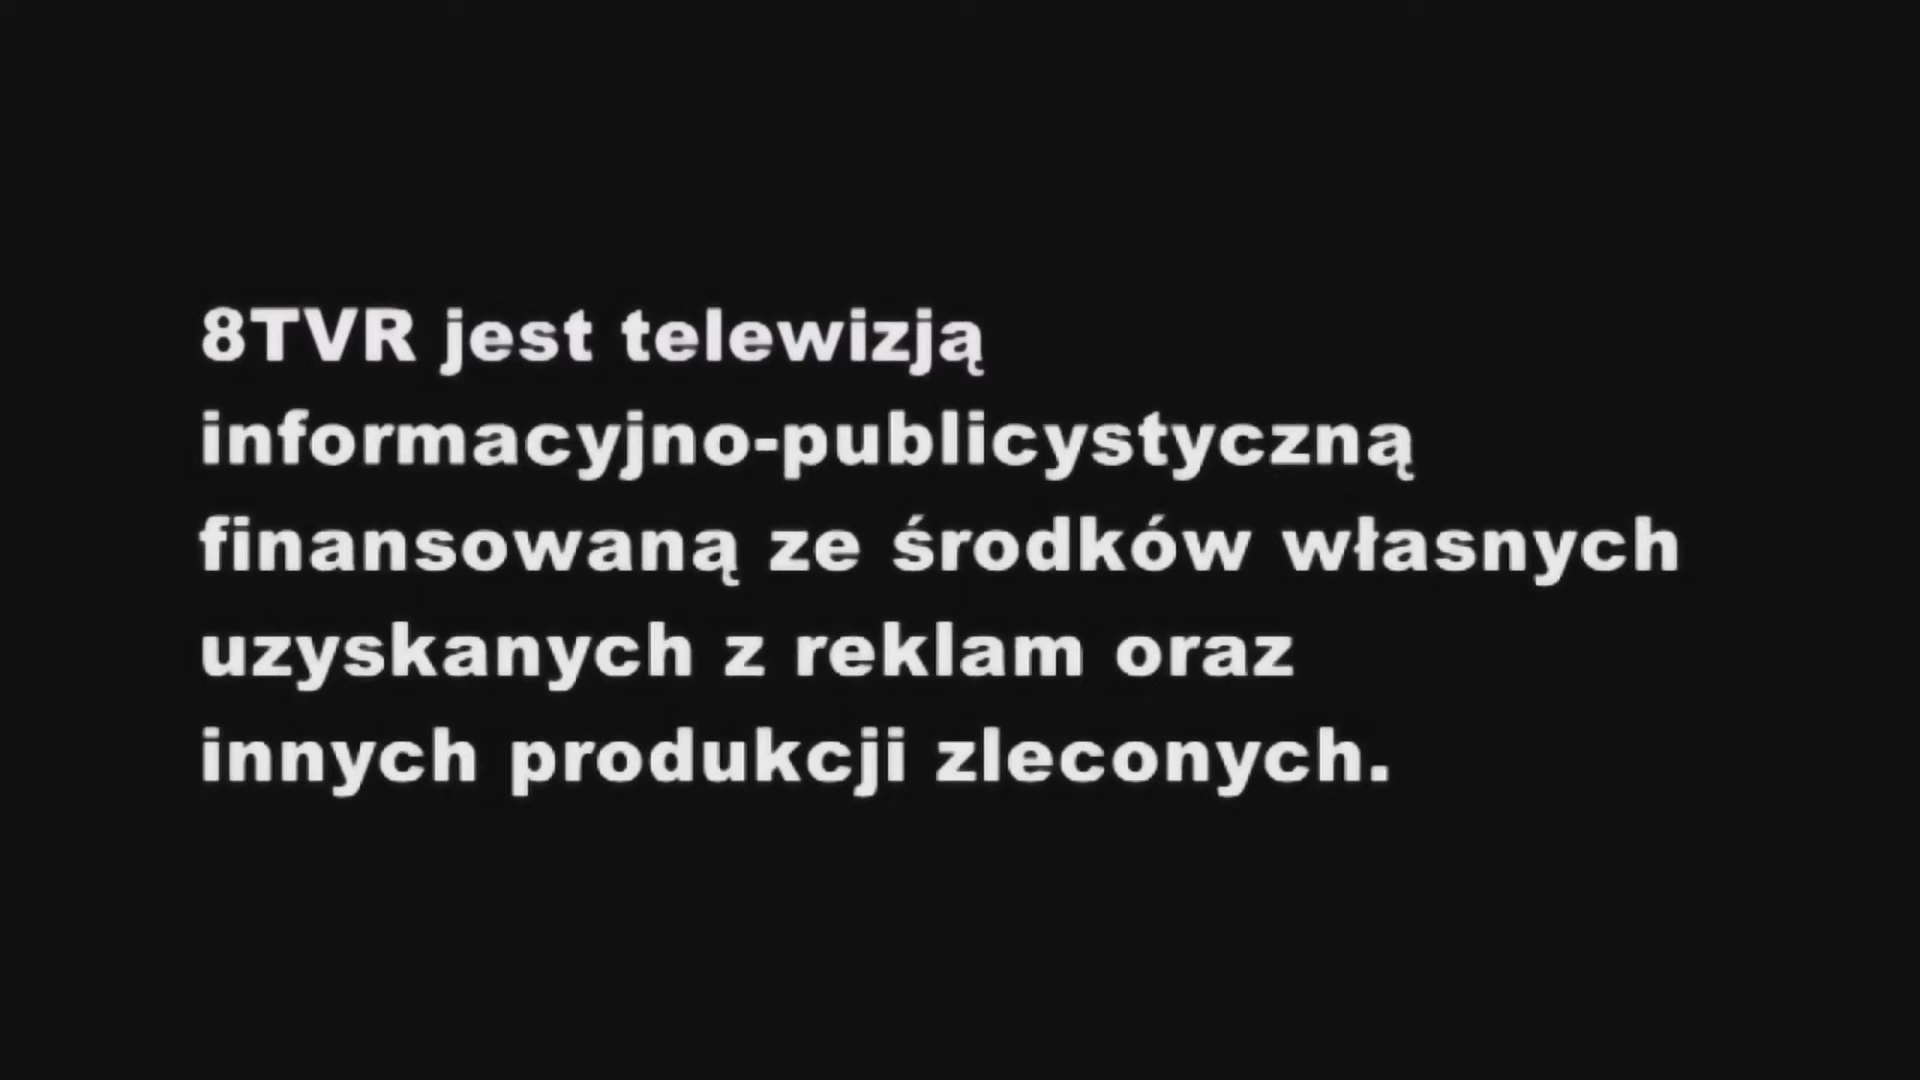 8TVR jest telewizją
informacyjno-publicystyczną
finansowaną ze środków własnych
uzyskanych z reklam oraz
innych produkcji zleconych.